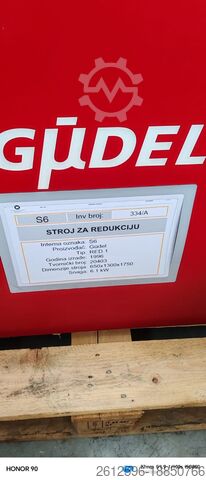 GÜDEL
S6
Inv broj:
334/A
STROJ ZA REDUKCIJU
Interna oznaka: S6
Proizvođač: Güdel
Tip: RED 1
Godina izrade: 1996
Tvornički broj: 20403
Dimenzije stroja: 650x1300x1750
Snaga: 6.1 kW
HONOR 90
2612996-18850766